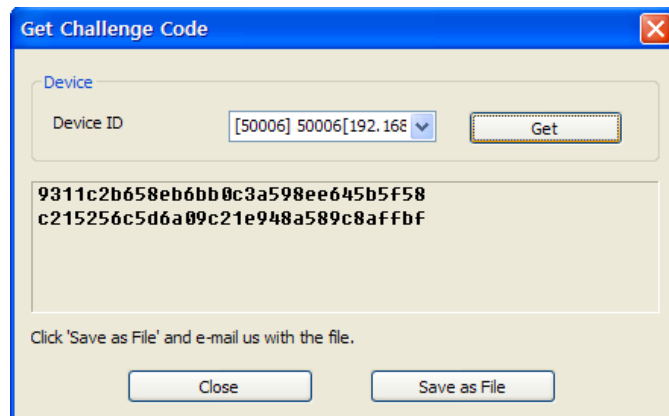 Get Challenge Code
Device
Device ID
[50006] 50006[192.168
Get
9311c2b658eb6bb0c3a598ee645b5f58
c215256c5d6a09c21e948a589c8affbf
Click 'Save as File' and e-mail us with the file.
Close
Save as File